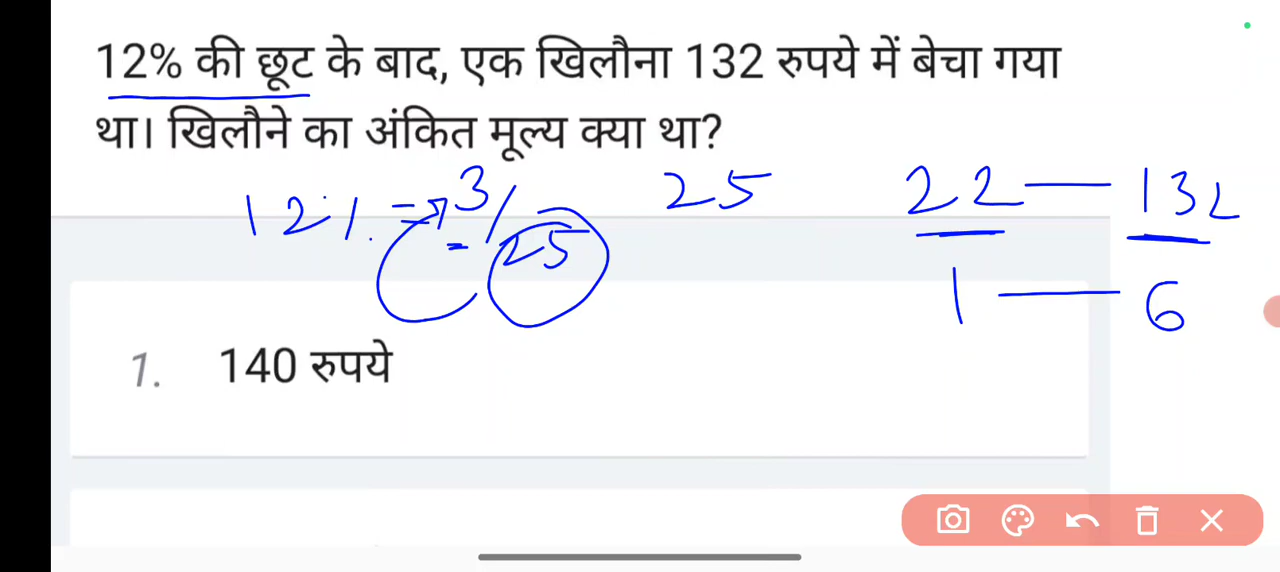 12% की छूट के बाद, एक खिलौना 132 रुपये में बेचा गया
था। खिलौने का अंकित मूल्य क्या था?
12%. = 3/25 25 22 — 132
1 — 6
1. 140 रुपये